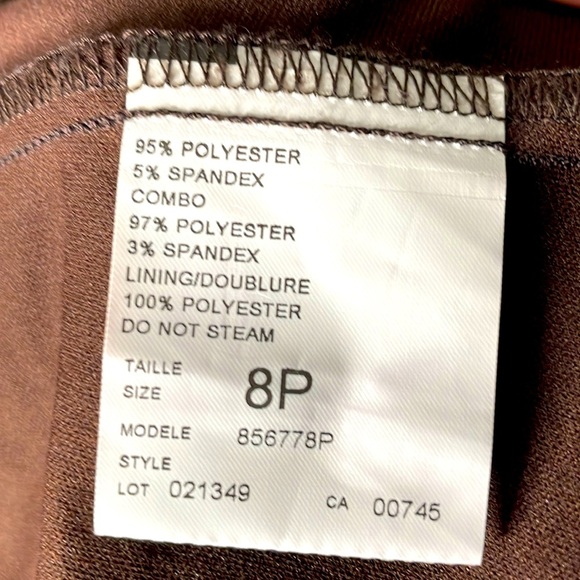 95% POLYESTER
5% SPANDEX
COMBO
97% POLYESTER
3% SPANDEX
LINING/DOUBLURE
100% POLYESTER
DO NOT STEAM
TAILLE
SIZE 8P
MODELE 856778P
STYLE
LOT 021349 CA 00745